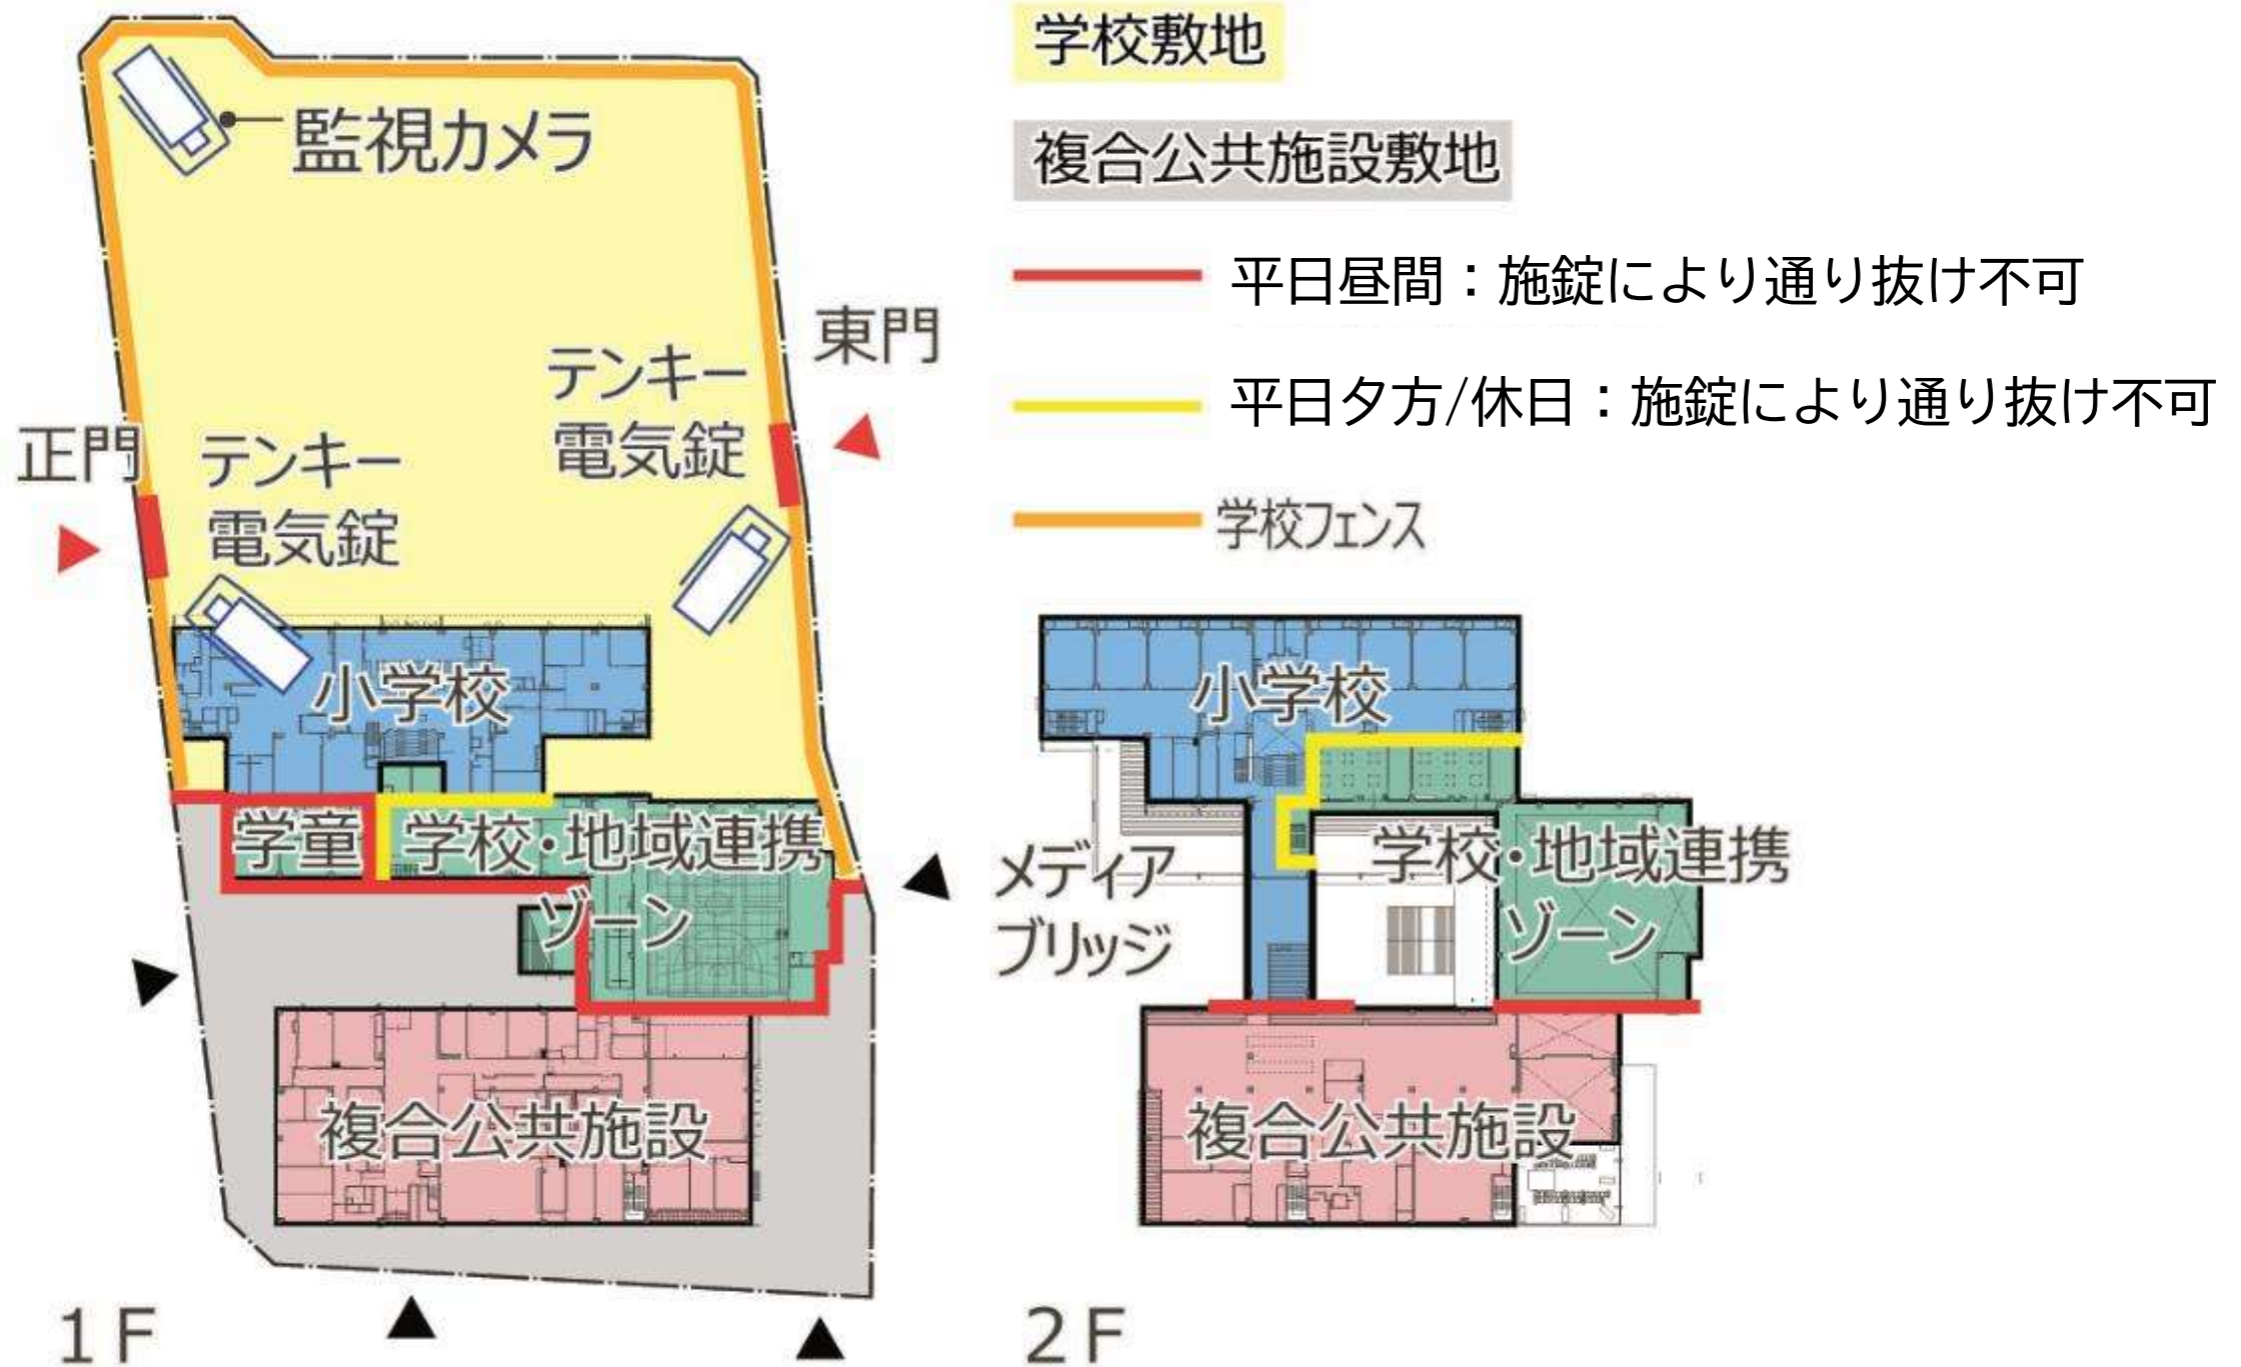 学校敷地
複合公共施設敷地
平日昼間：施錠により通り抜け不可
平日夕方/休日：施錠により通り抜け不可
学校フェンス
監視カメラ
東門
テンキー
電気錠
正門
テンキー
電気錠
小学校
学童
学校・地域連携
ゾーン
複合公共施設
1F
小学校
メディア
ブリッジ
学校・地域連携
ゾーン
複合公共施設
2F